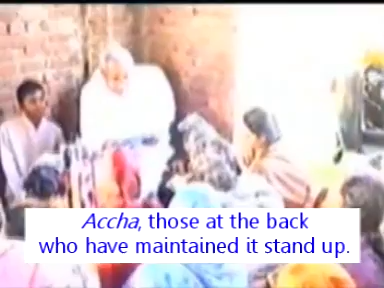 Accha, those at the back
who have maintained it stand up.